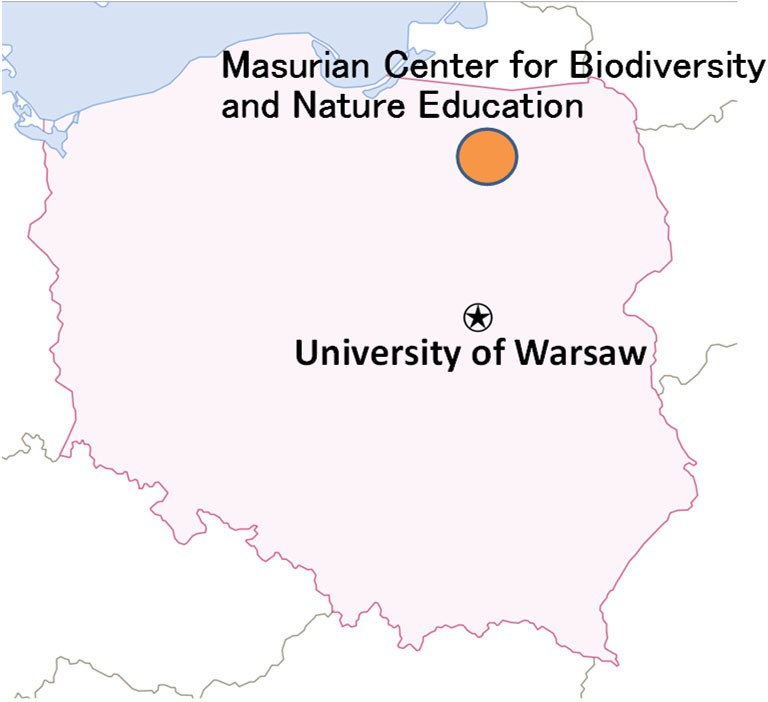 Masurian Center for Biodiversity
and Nature Education
University of Warsaw